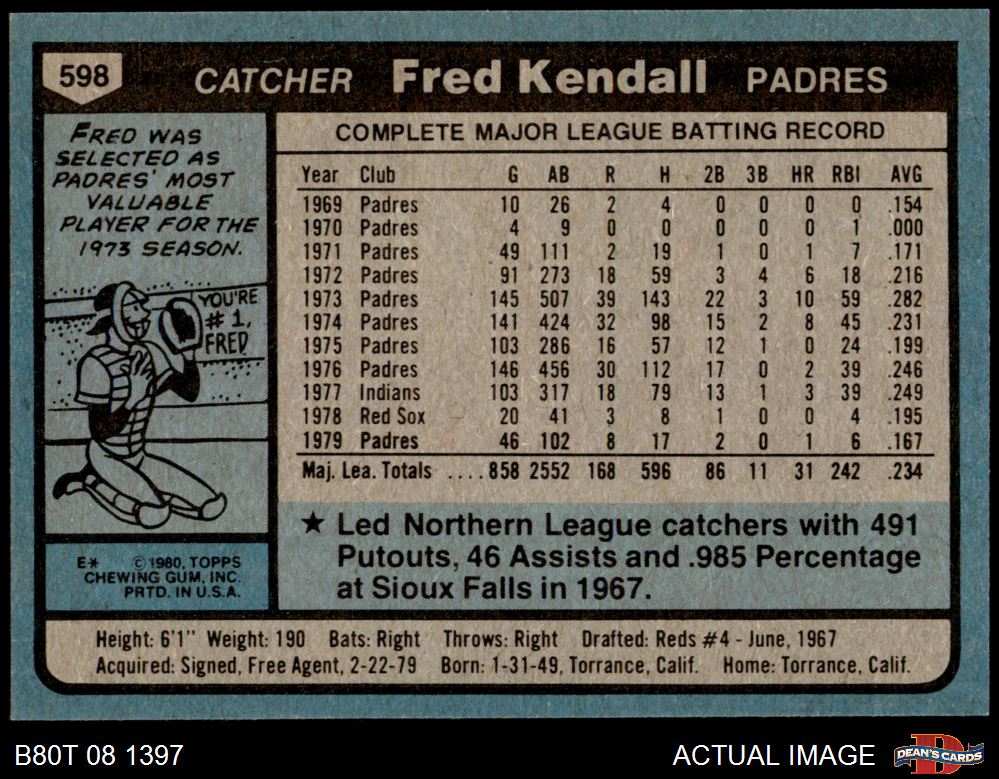 598 CATCHER Fred Kendall PADRES
FRED WAS
SELECTED AS
PADRES' MOST
VALUABLE
PLAYER FOR THE
1973 SEASON.
YOU'RE
#1,
FRED
COMPLETE MAJOR LEAGUE BATTING RECORD
Year Club G AB R H 2B 3B HR RBI AVG
1969 Padres 10 26 2 4 0 0 0 0 .154
1970 Padres 4 9 0 0 0 0 0 1 .000
1971 Padres 49 111 2 19 1 0 1 7 .171
1972 Padres 91 273 18 59 3 4 6 18 .216
1973 Padres 145 507 39 143 22 3 10 59 .282
1974 Padres 141 424 32 98 15 2 8 45 .231
1975 Padres 103 286 16 57 12 1 0 24 .199
1976 Padres 146 456 30 112 17 0 2 39 .246
1977 Indians 103 317 18 79 13 1 3 39 .249
1978 Red Sox 20 41 3 8 1 0 0 4 .195
1979 Padres 46 102 8 17 2 0 1 6 .167
Maj. Lea. Totals ....858 2552 168 596 86 11 31 242 .234
★ Led Northern League catchers with 491
Putouts, 46 Assists and .985 Percentage
at Sioux Falls in 1967.
E* ©1980, TOPPS
CHEWING GUM, INC.
PRTD. IN U.S.A.
Height: 6'1" Weight: 190 Bats: Right Throws: Right Drafted: Reds #4 - June, 1967
Acquired: Signed, Free Agent, 2-22-79 Born: 1-31-49, Torrance, Calif. Home: Torrance, Calif.
B80T 08 1397
ACTUAL IMAGE
DEAN'S CARDS